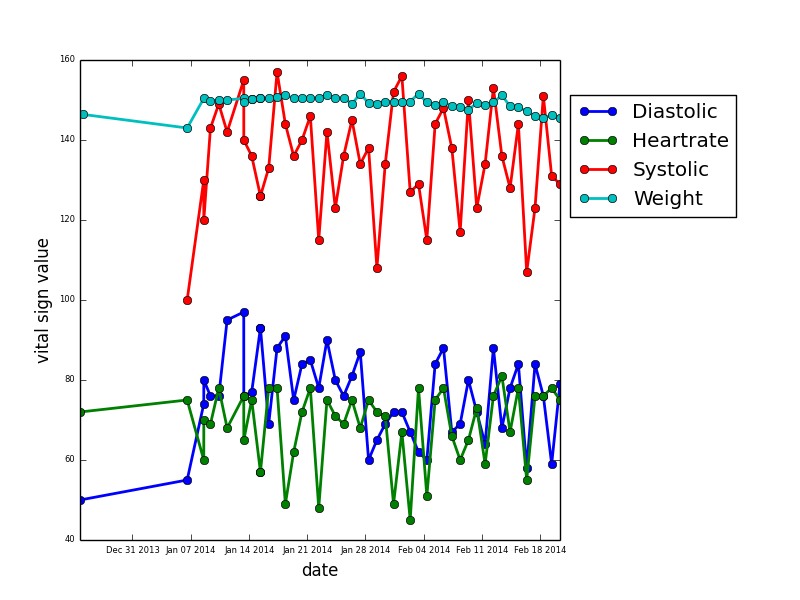 160
140
120
100
80
60
40
vital sign value
Dec 31 2013 Jan 07 2014 Jan 14 2014 Jan 21 2014 Jan 28 2014 Feb 04 2014 Feb 11 2014 Feb 18 2014
date
Diastolic
Heartrate
Systolic
Weight